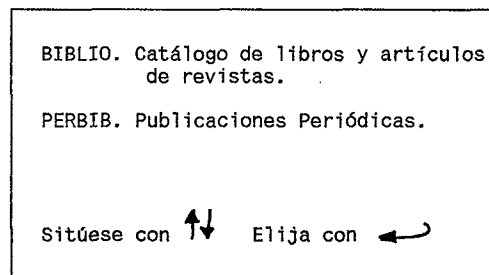 BIBLIO. Catálogo de libros y artículos
de revistas.
PERBIB. Publicaciones Periódicas.
Sitúese con ↑↓ Elija con ↵